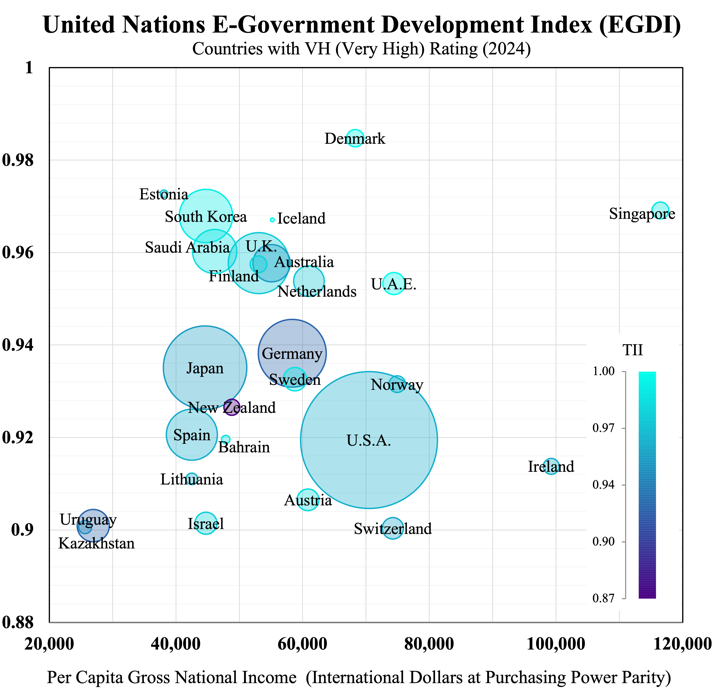 United Nations E-Government Development Index (EGDI)
Countries with VH (Very High) Rating (2024)
1
Denmark
0.98
Estonia
South Korea
Iceland
Singapore
Saudi Arabia
U.K.
0.96
Australia
Finland
Netherlands
U.A.E.
0.94
TII
Germany
Japan
1.00
Sweden
Norway
New Zealand
0.97
0.92
Spain
Bahrain
U.S.A.
Ireland
Lithuania
0.94
Austria
Uruguay
Israel
Switzerland
0.9
0.90
Kazakhstan
0.87
0.88
20,000 40,000 60,000 80,000 100,000 120,000
Per Capita Gross National Income (International Dollars at Purchasing Power Parity)